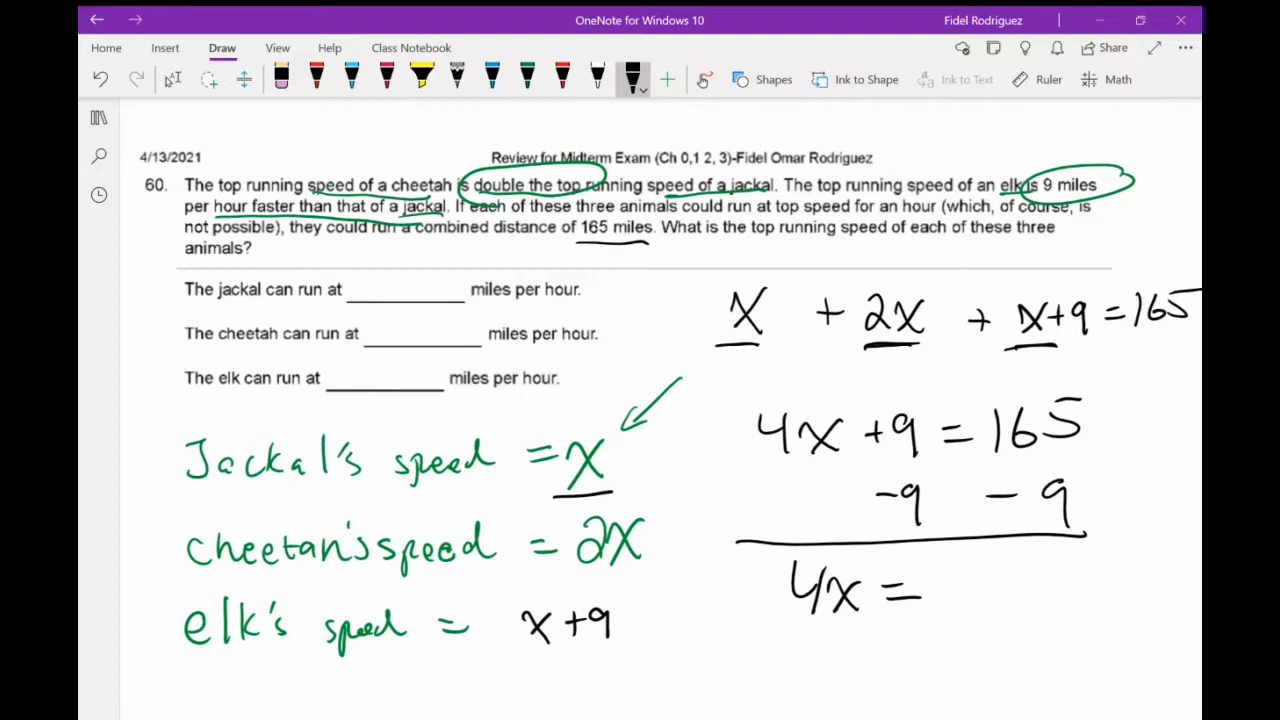 OneNote for Windows 10
Fidel Rodriguez
Home Insert Draw View Help Class Notebook
Share
Shapes Ink to Shape Ink to Text Ruler Math
4/13/2021
Review for Midterm Exam (Ch 0,1 2, 3)-Fidel Omar Rodriguez
60. The top running speed of a cheetah is double the top running speed of a jackal. The top running speed of an elk is 9 miles
per hour faster than that of a jackal. If each of these three animals could run at top speed for an hour (which, of course, is
not possible), they could run a combined distance of 165 miles. What is the top running speed of each of these three
animals?
The jackal can run at ____________ miles per hour.
The cheetah can run at ____________ miles per hour.
The elk can run at ____________ miles per hour.
Jackal's speed = x
cheetan's speed = 2x
elk's speed = x+9
x + 2x + x+9=165
4x +9 = 165
-9 - 9
4x =